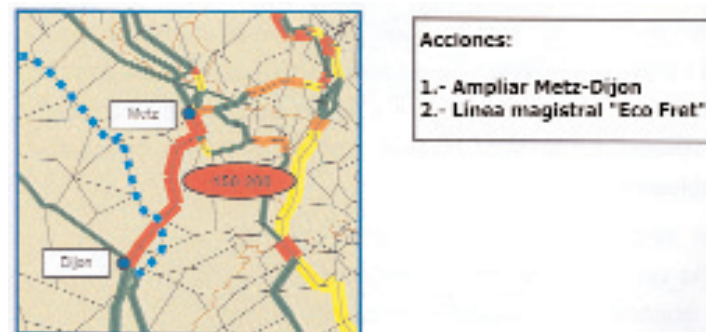 Metz
Dijon
Acciones:
1.- Ampliar Metz-Dijon
2.- Línea magistral "Eco Fret"